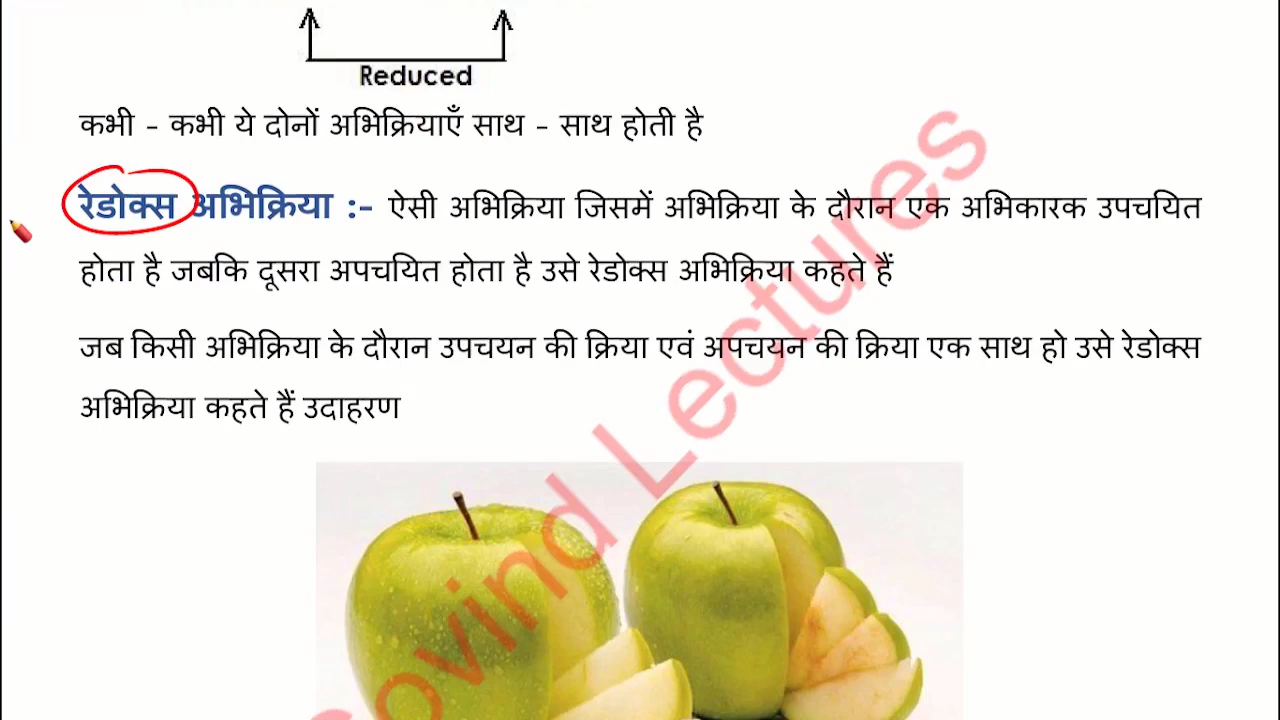 Reduced
कभी - कभी ये दोनों अभिक्रियाएँ साथ - साथ होती है
रेडोक्स अभिक्रिया :- ऐसी अभिक्रिया जिसमें अभिक्रिया के दौरान एक अभिकारक उपचयित
होता है जबकि दूसरा अपचयित होता है उसे रेडोक्स अभिक्रिया कहते हैं
जब किसी अभिक्रिया के दौरान उपचयन की क्रिया एवं अपचयन की क्रिया एक साथ हो उसे रेडोक्स
अभिक्रिया कहते हैं उदाहरण
Govind Lectures